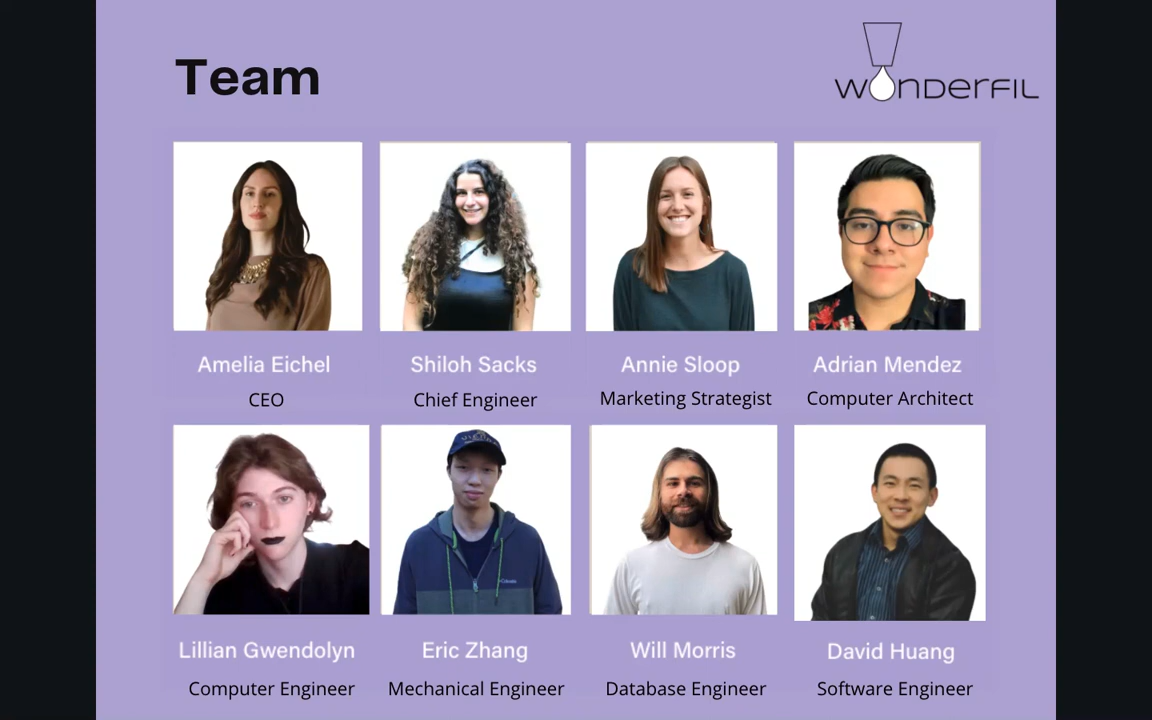 Team
WONDERFIL
Amelia Eichel
Shiloh Sacks
Annie Sloop
Adrian Mendez
CEO
Chief Engineer
Marketing Strategist
Computer Architect
Lillian Gwendolyn
Eric Zhang
Will Morris
David Huang
Computer Engineer
Mechanical Engineer
Database Engineer
Software Engineer